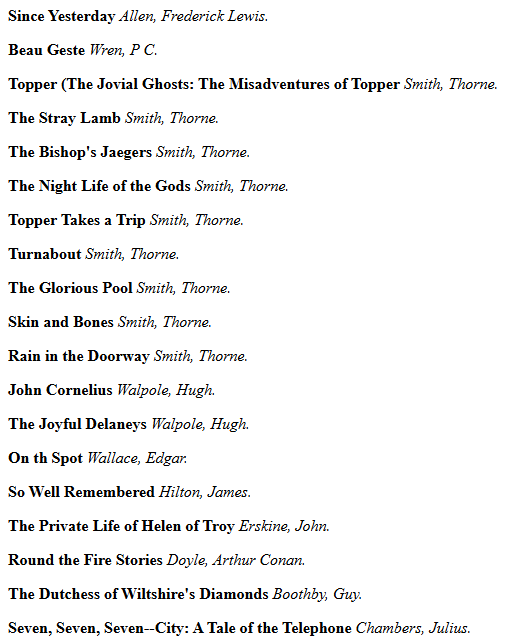 Since Yesterday Allen, Frederick Lewis.
Beau Geste Wren, P C.
Topper (The Jovial Ghosts: The Misadventures of Topper Smith, Thorne.
The Stray Lamb Smith, Thorne.
The Bishop's Jaegers Smith, Thorne.
The Night Life of the Gods Smith, Thorne.
Topper Takes a Trip Smith, Thorne.
Turnabout Smith, Thorne.
The Glorious Pool Smith, Thorne.
Skin and Bones Smith, Thorne.
Rain in the Doorway Smith, Thorne.
John Cornelius Walpole, Hugh.
The Joyful Delaneys Walpole, Hugh.
On th Spot Wallace, Edgar.
So Well Remembered Hilton, James.
The Private Life of Helen of Troy Erskine, John.
Round the Fire Stories Doyle, Arthur Conan.
The Dutchess of Wiltshire's Diamonds Boothby, Guy.
Seven, Seven, Seven--City: A Tale of the Telephone Chambers, Julius.